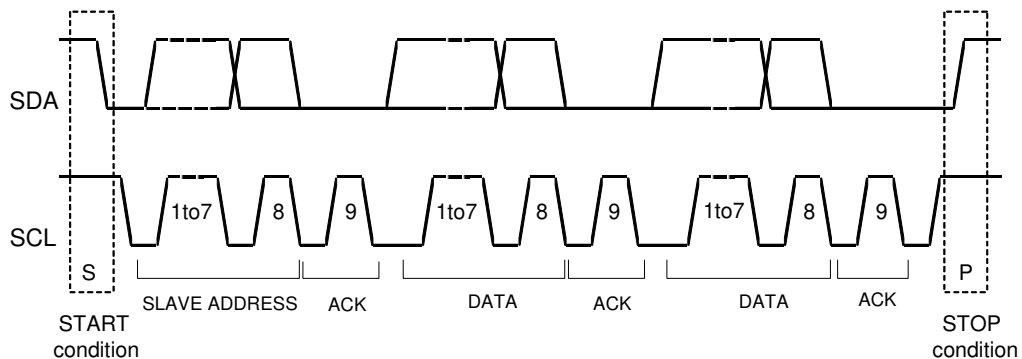 SDA
1to7 8 9 1to7 8 9 1to7 8 9
SCL
S P
SLAVE ADDRESS ACK DATA ACK DATA ACK
START STOP
condition condition